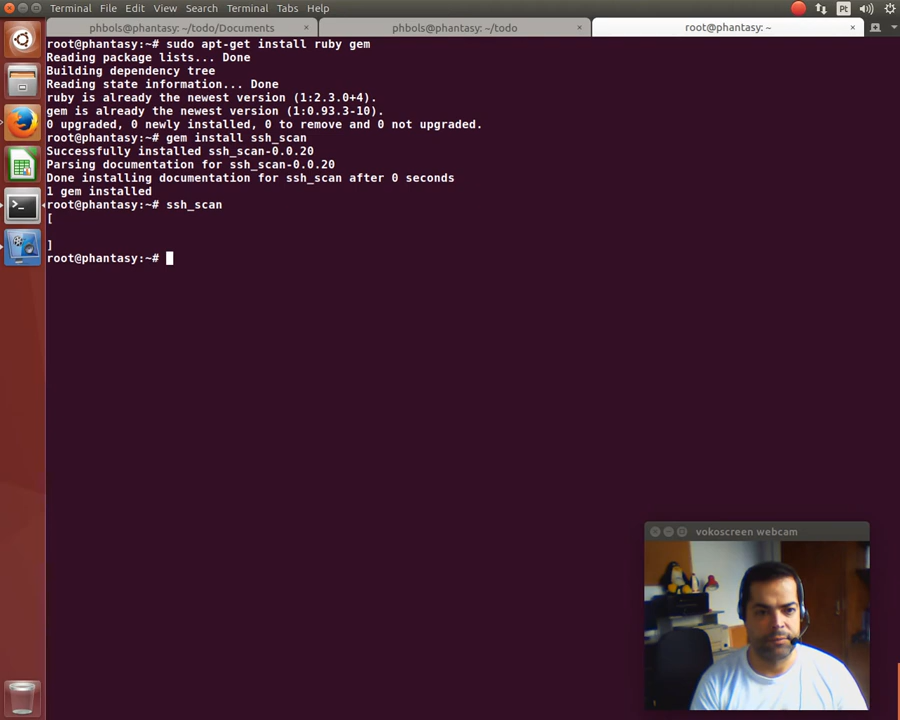 Terminal File Edit View Search Terminal Tabs Help
Pt
phbols@phantasy: ~/todo/Documents × phbols@phantasy: ~/todo × root@phantasy: ~ ×
root@phantasy:~# sudo apt-get install ruby gem
Reading package lists... Done
Building dependency tree
Reading state information... Done
ruby is already the newest version (1:2.3.0+4).
gem is already the newest version (1:0.93.3-10).
0 upgraded, 0 newly installed, 0 to remove and 0 not upgraded.
root@phantasy:~# gem install ssh_scan
Successfully installed ssh_scan-0.0.20
Parsing documentation for ssh_scan-0.0.20
Done installing documentation for ssh_scan after 0 seconds
1 gem installed
root@phantasy:~# ssh_scan
[
]
root@phantasy:~#
vokoscreen webcam